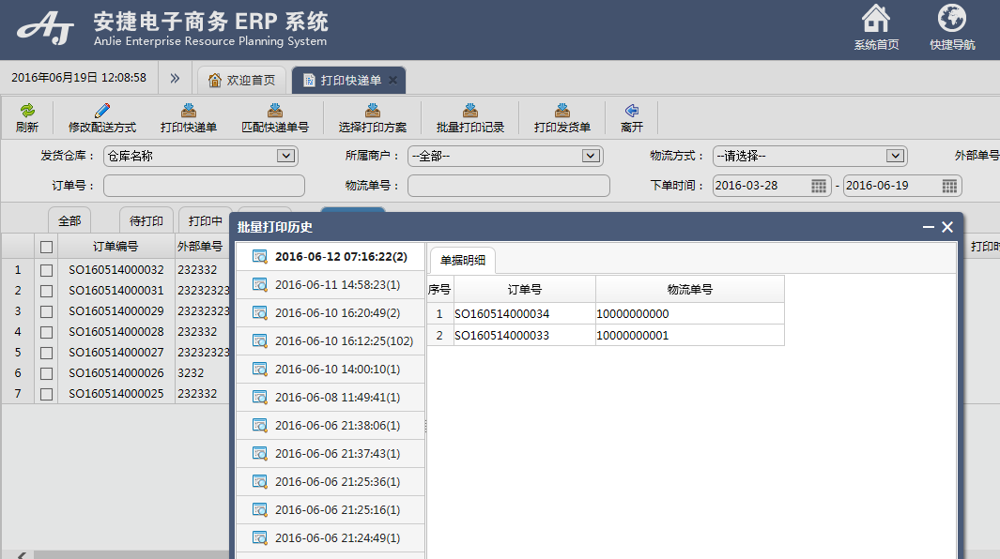 安捷电子商务 ERP 系统
AnJie Enterprise Resource Planning System
系统首页 快捷导航
2016年06月19日 12:08:58 » 欢迎首页 打印快递单
刷新 修改配送方式 打印快递单 匹配快递单号 选择打印方案 批量打印记录 打印发货单 离开
发货仓库： 仓库名称 所属商户： --全部-- 物流方式： --请选择-- 外部单号
订单号： 物流单号： 下单时间： 2016-03-28 - 2016-06-19
全部 待打印 打印中
订单编号 外部单号 打印时
1 SO160514000032 232332
2 SO160514000031 23232323
3 SO160514000029 23232323
4 SO160514000028 232332
5 SO160514000027 23232323
6 SO160514000026 3232
7 SO160514000025 232332
批量打印历史
2016-06-12 07:16:22(2)
2016-06-11 14:58:23(1)
2016-06-10 16:20:49(2)
2016-06-10 16:12:25(102)
2016-06-10 14:00:10(1)
2016-06-08 11:49:41(1)
2016-06-06 21:38:06(1)
2016-06-06 21:37:43(1)
2016-06-06 21:25:36(1)
2016-06-06 21:25:16(1)
2016-06-06 21:24:49(1)
单据明细
序号 订单号 物流单号
1 SO160514000034 10000000000
2 SO160514000033 10000000001